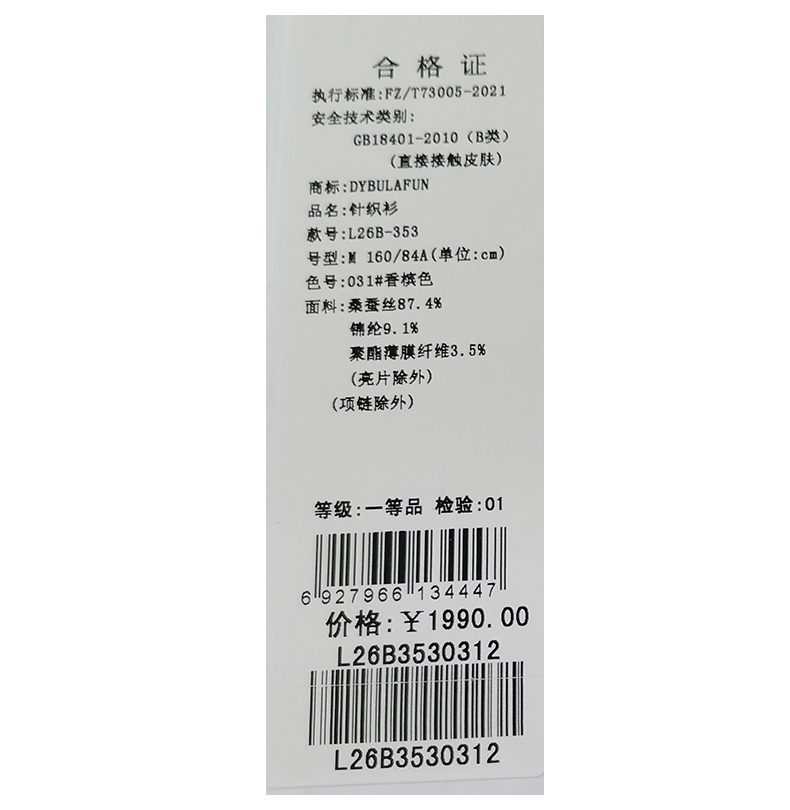 合格证
执行标准:FZ/T73005-2021
安全技术类别:
GB18401-2010(B类)
(直接接触皮肤)
商标:DYBULAFUN
品名:针织衫
款号:L26B-353
号型:M 160/84A(单位:cm)
色号:031#香槟色
面料:桑蚕丝87.4%
锦纶9.1%
聚酯薄膜纤维3.5%
(亮片除外)
(项链除外)
等级:一等品 检验:01
6 927966 134447
价格:¥1990.00
L26B3530312
L26B3530312